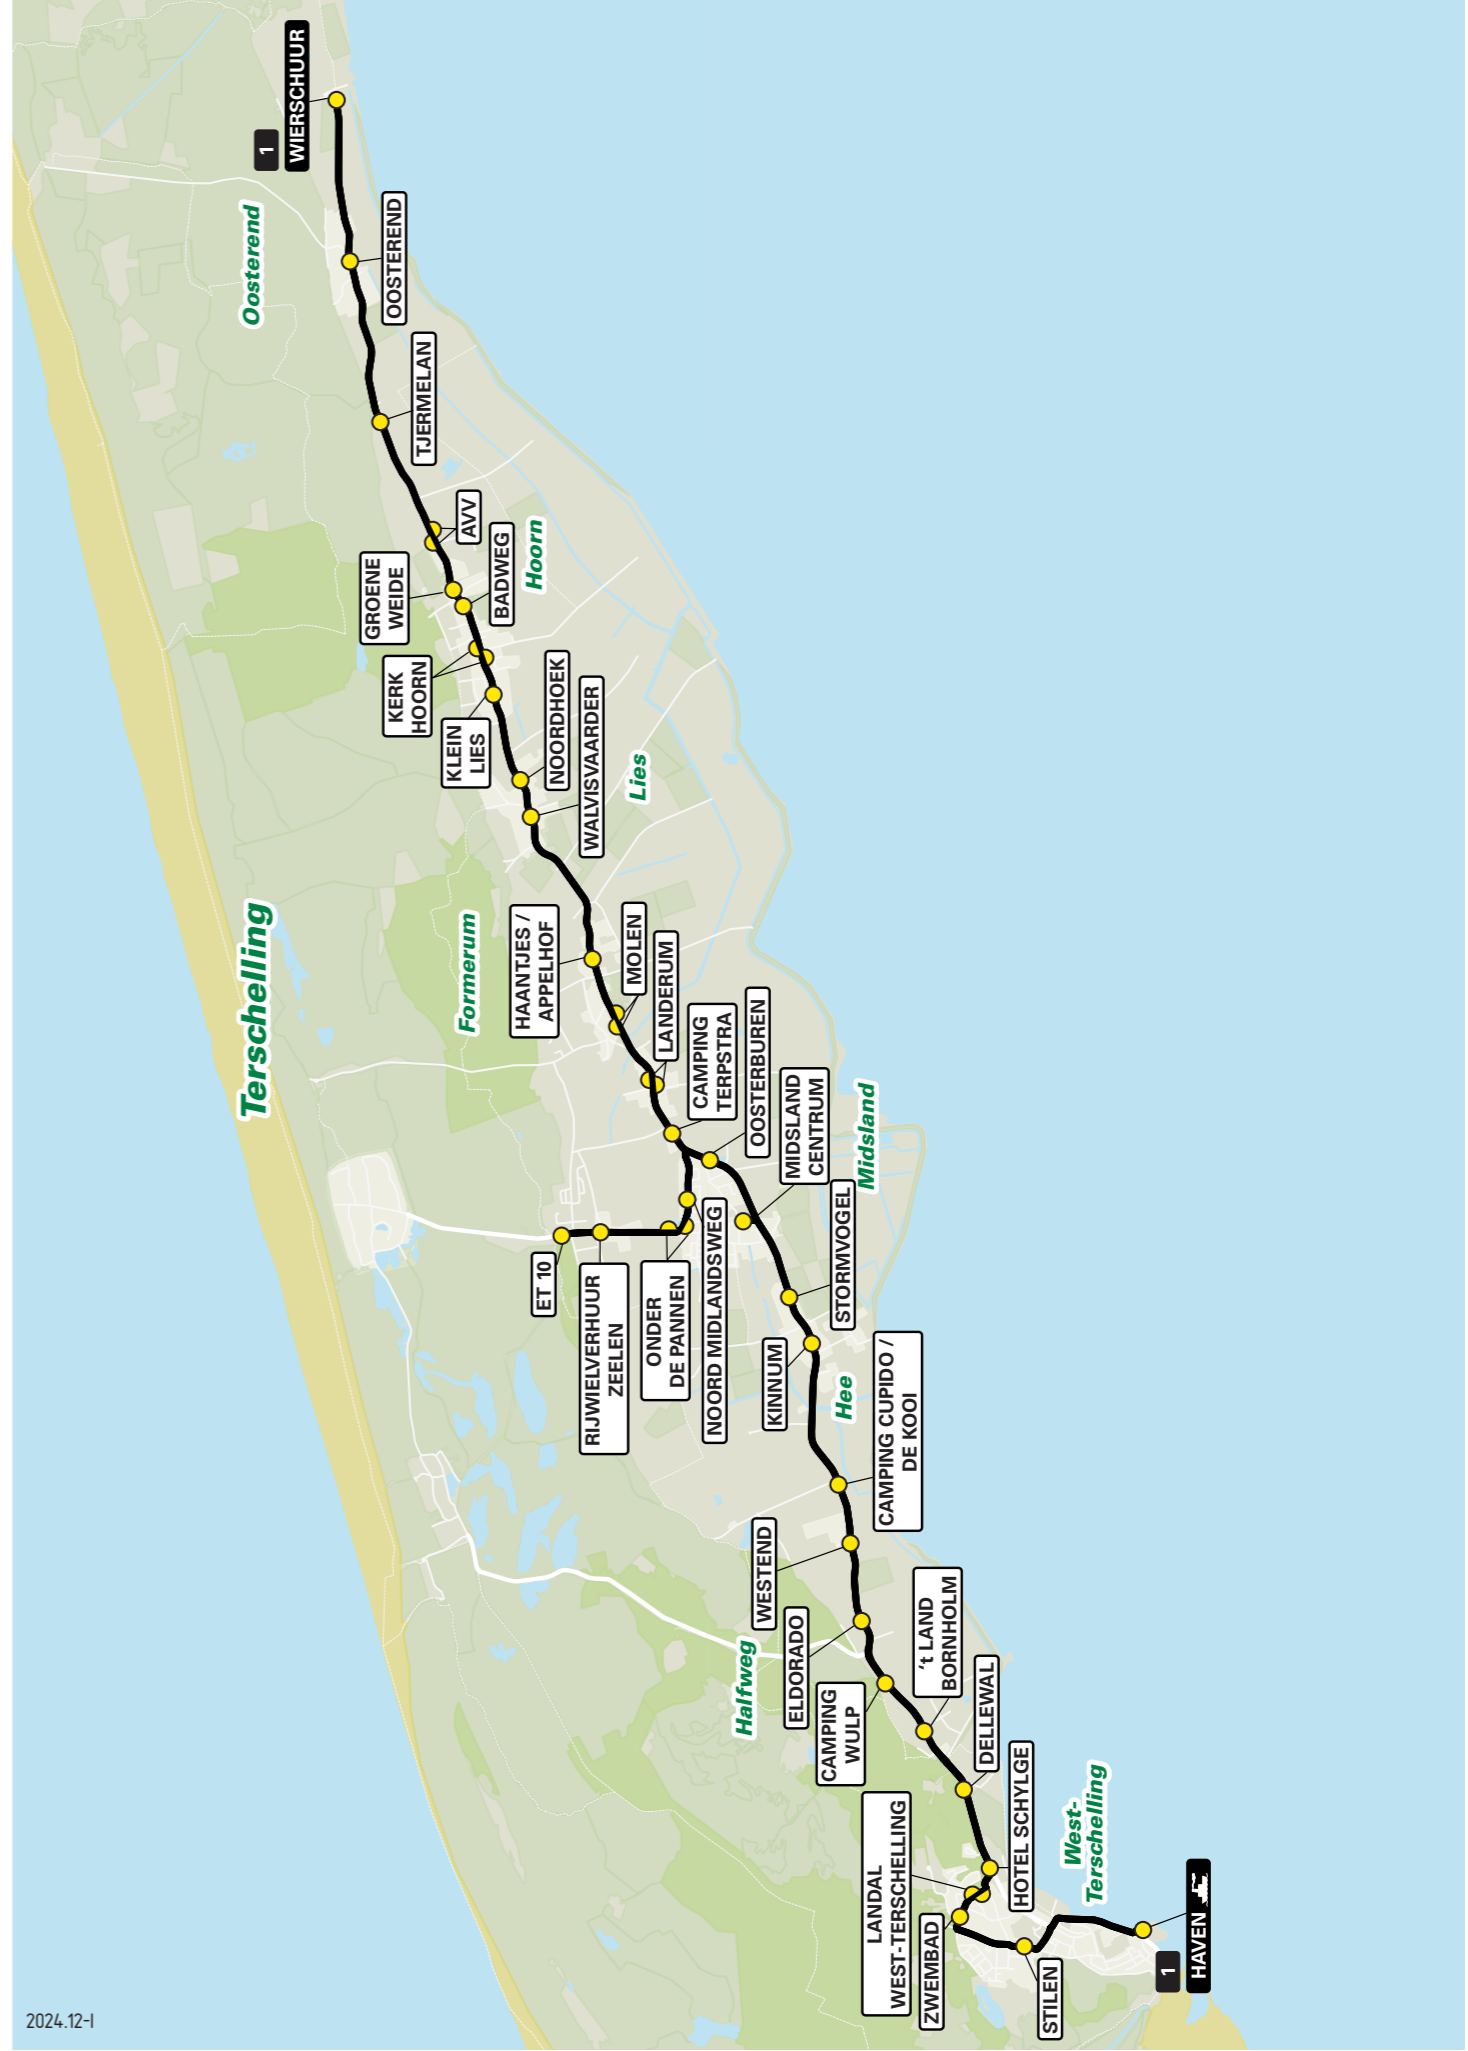 1
WIERSCHUUR
Oosterend
OOSTEREND
TJERMELAN
AVV
GROENE
WEIDE
BADWEG
Hoorn
KERK
HOORN
KLEIN
LIES
NOORDHOEK
WALVISVAARDER
Lies
Terschelling
Formerum
HAANTJES /
APPELHOF
MOLEN
LANDERUM
CAMPING
TERPSTRA
OOSTERBUREN
MIDSLAND
CENTRUM
Midsland
ET 10
RIJWIELVERHUUR
ZEELEN
ONDER
DE PANNEN
NOORD MIDLANDSWEG
STORMVOGEL
KINNUM
Hee
CAMPING CUPIDO /
DE KOOI
WESTEND
ELDORADO
Halfweg
CAMPING
WULP
‘t LAND
BORNHOLM
DELLEWAL
HOTEL SCHYLGE
West-
Terschelling
LANDAL
WEST-TERSCHELLING
ZWEMBAD
STILEN
1
HAVEN
2024.12-I